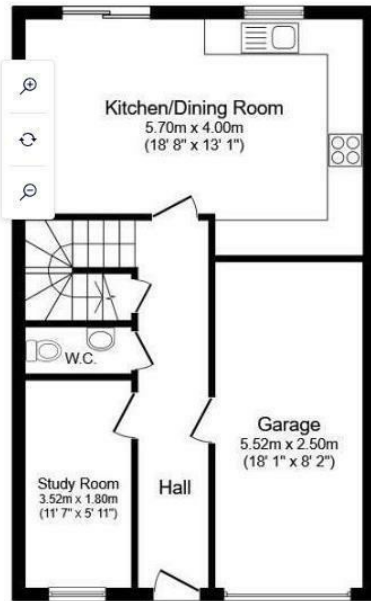 Kitchen/Dining Room
5.70m x 4.00m
(18' 8" x 13' 1")
W.C.
Garage
5.52m x 2.50m
(18' 1" x 8' 2")
Study Room
3.52m x 1.80m
(11' 7" x 5' 11")
Hall